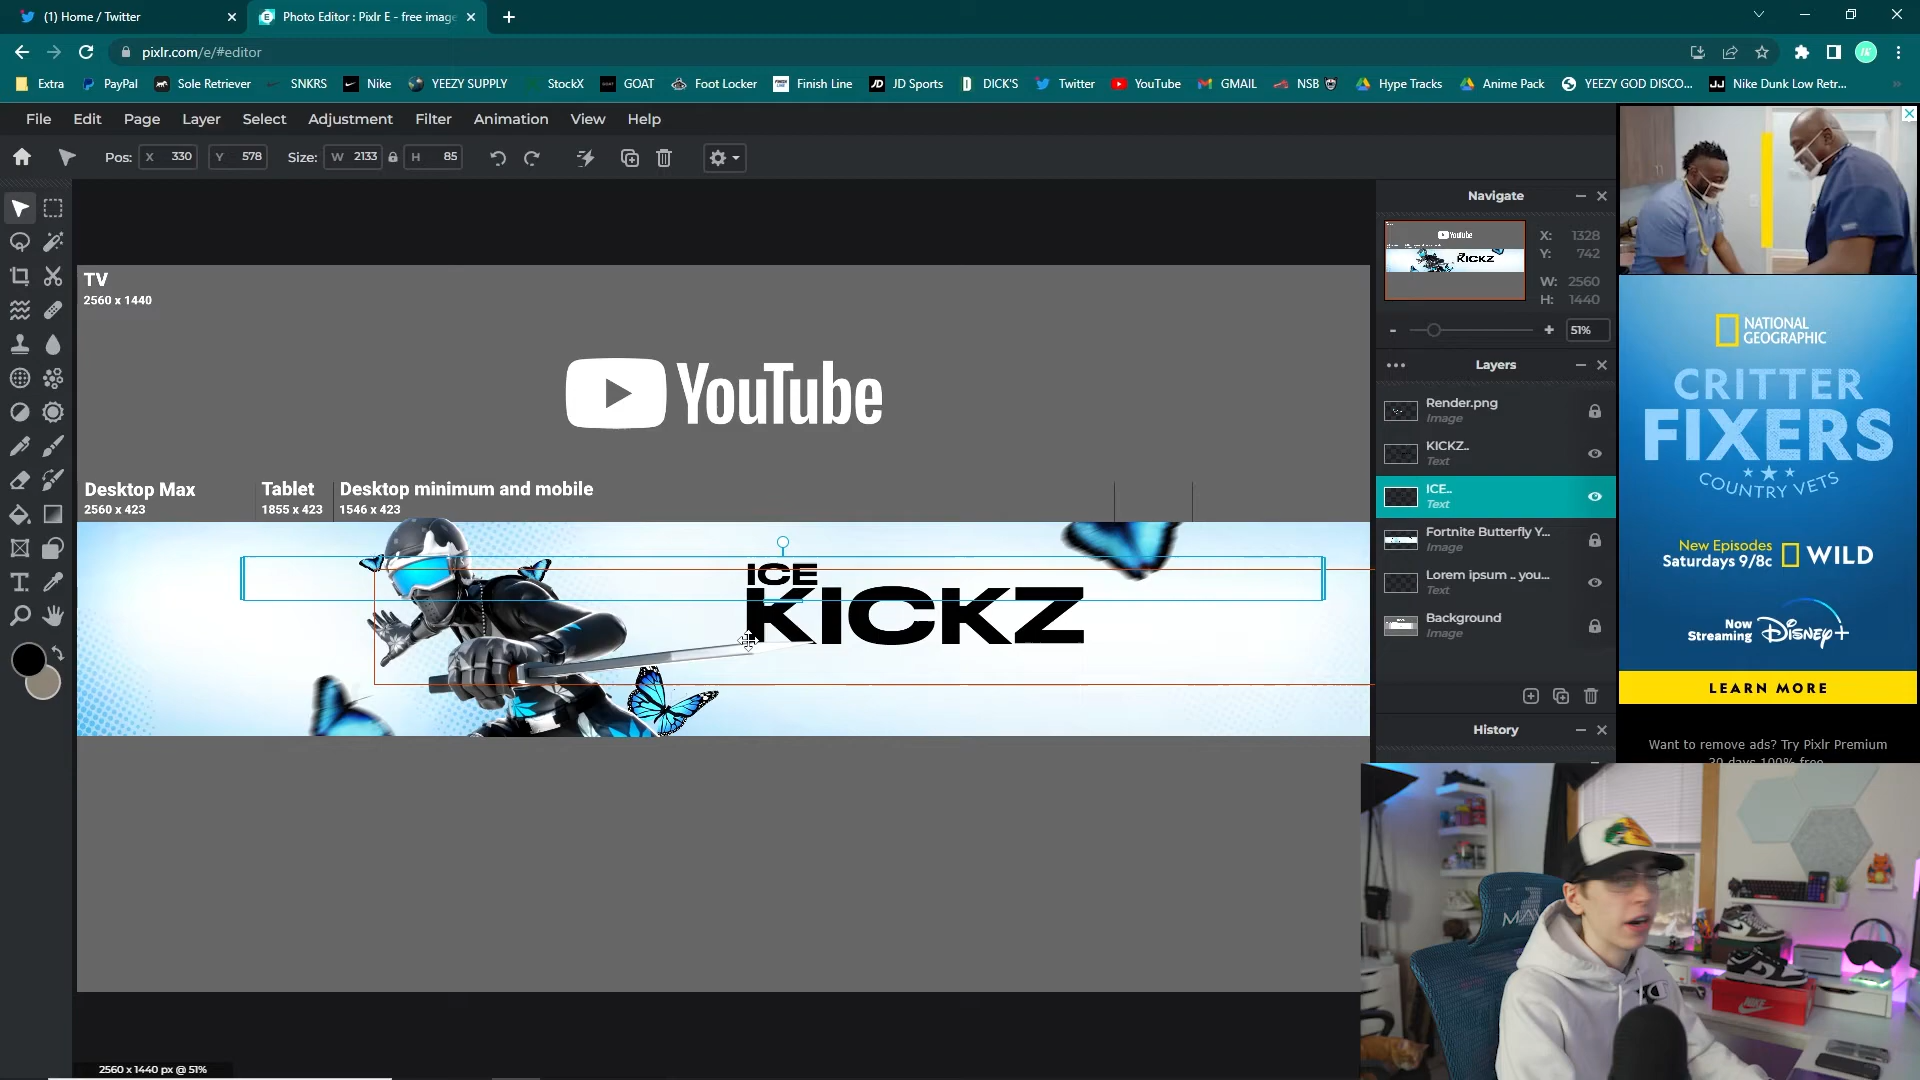 (1) Home / Twitter
Photo Editor : Pixlr E - free image
pixlr.com/e/#editor
Extra
PayPal
Sole Retriever
SNKRS
Nike
YEEZY SUPPLY
StockX
GOAT
Foot Locker
Finish Line
JD Sports
DICK'S
Twitter
YouTube
GMAIL
NSB
Hype Tracks
Anime Pack
YEEZY GOD DISCO...
Nike Dunk Low Retr...
File
Edit
Page
Layer
Select
Adjustment
Filter
Animation
View
Help
Pos: X 330 Y 578 Size: W 2133 H 85
TV
2560 x 1440
YouTube
Desktop Max
2560 x 423
Tablet
1855 x 423
Desktop minimum and mobile
1546 x 423
ICE
KICKZ
2560 x 1440 px @ 51%
Navigate
YouTube
KICKZ
X: 1328
Y: 742
W: 2560
H: 1440
51%
Layers
Render.png
Image
KICKZ..
Text
ICE..
Text
Fortnite Butterfly Y...
Image
Lorem ipsum .. you...
Text
Background
Image
History
NATIONAL
GEOGRAPHIC
CRITTER
FIXERS
COUNTRY VETS
New Episodes
Saturdays 9/8c
WILD
Now
Streaming
Disney+
LEARN MORE
Want to remove ads? Try Pixlr Premium
30 days 100% free